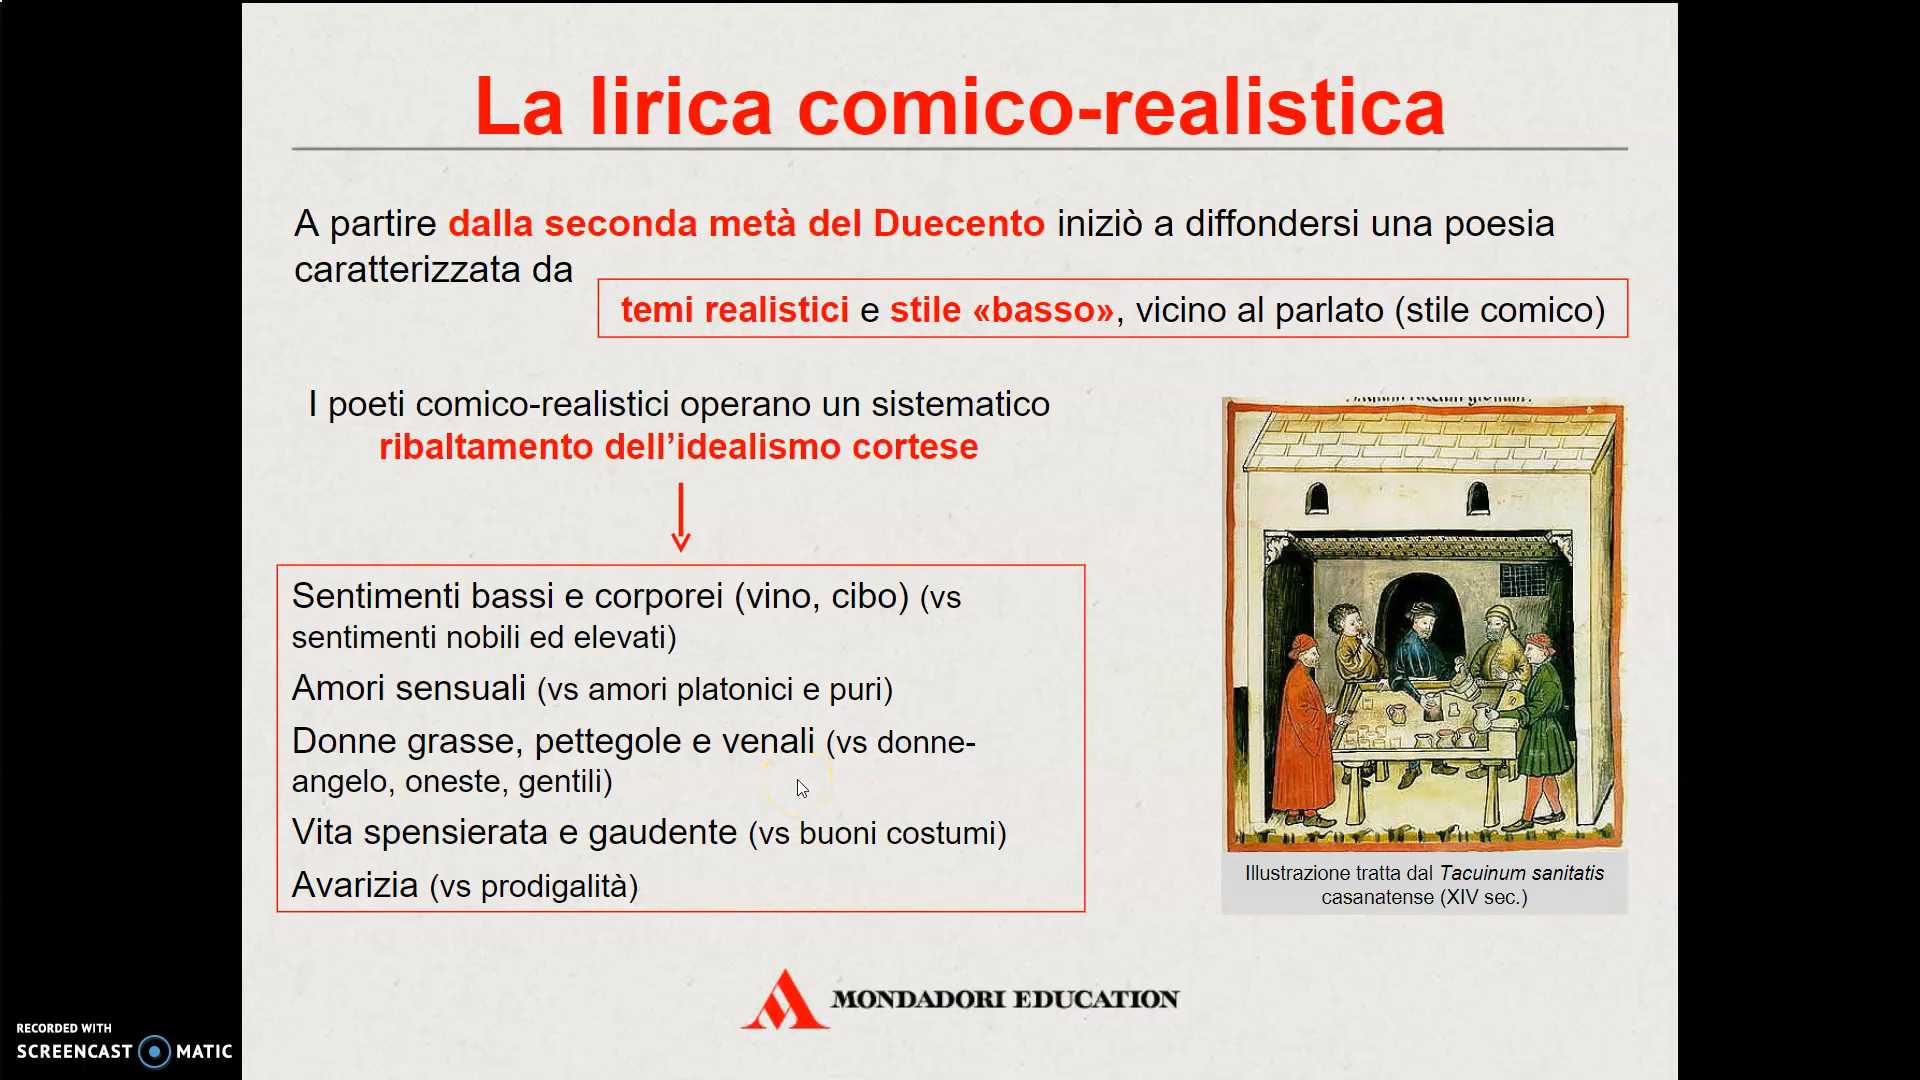 La lirica comico-realistica
A partire dalla seconda metà del Duecento iniziò a diffondersi una poesia
caratterizzata da
temi realistici e stile «basso», vicino al parlato (stile comico)
I poeti comico-realistici operano un sistematico
ribaltamento dell’idealismo cortese
Sentimenti bassi e corporei (vino, cibo) (vs
sentimenti nobili ed elevati)
Amori sensuali (vs amori platonici e puri)
Donne grasse, pettegole e venali (vs donne-
angelo, oneste, gentili)
Vita spensierata e gaudente (vs buoni costumi)
Avarizia (vs prodigalità)
Illustrazione tratta dal Tacuinum sanitatis
casanatense (XIV sec.)
MONDADORI EDUCATION
RECORDED WITH
SCREENCAST MATIC